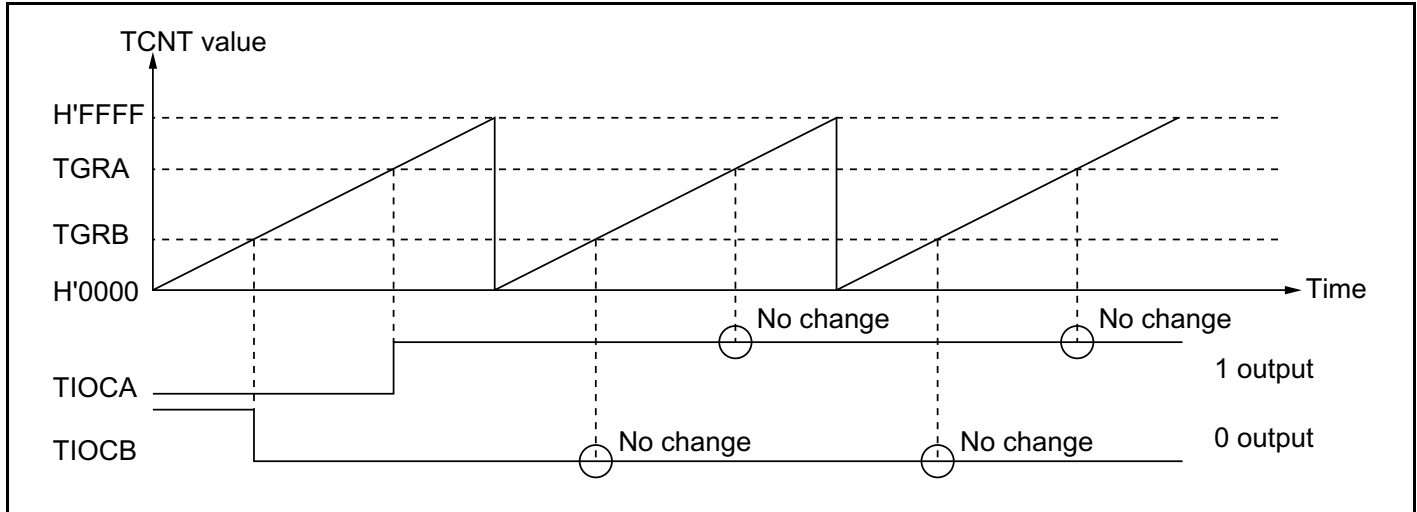 TCNT value
H'FFFF
TGRA
TGRB
H'0000
Time
No change
No change
1 output
TIOCA
No change
No change
0 output
TIOCB